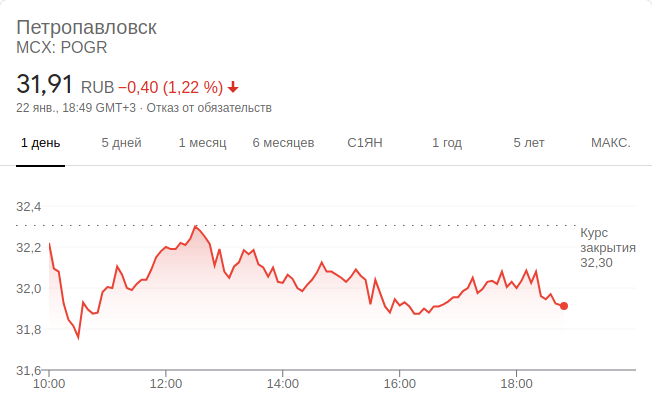 Петропавловск
MCX: POGR
31,91 RUB −0,40 (1,22 %)
22 янв., 18:49 GMT+3 · Отказ от обязательств
1 день 5 дней 1 месяц 6 месяцев С1ЯН 1 год 5 лет МАКС.
32,4
Курс
закрытия
32,30
32,2
32,0
31,8
31,6
10:00 12:00 14:00 16:00 18:00